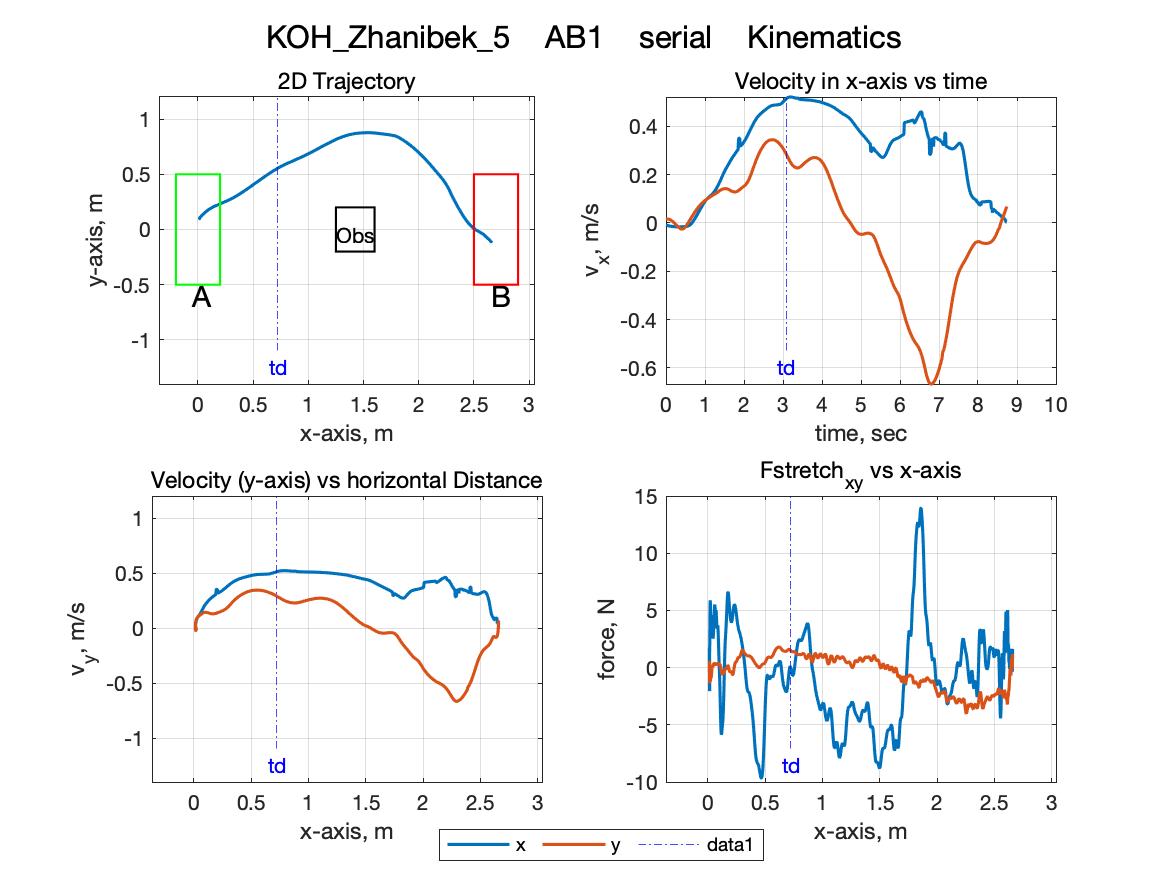 KOH_Zhanibek_5 AB1 serial Kinematics
2D Trajectory
1
0.5
0
-0.5
-1
y-axis, m
A
Obs
B
td
0 0.5 1 1.5 2 2.5 3
x-axis, m
Velocity in x-axis vs time
0.4
0.2
0
-0.2
-0.4
-0.6
v_x, m/s
td
0 1 2 3 4 5 6 7 8 9 10
time, sec
Velocity (y-axis) vs horizontal Distance
1
0.5
0
-0.5
-1
v_y, m/s
td
0 0.5 1 1.5 2 2.5 3
x-axis, m
Fstretch_xy vs x-axis
15
10
5
0
-5
-10
force, N
td
0 0.5 1 1.5 2 2.5 3
x-axis, m
x y data1